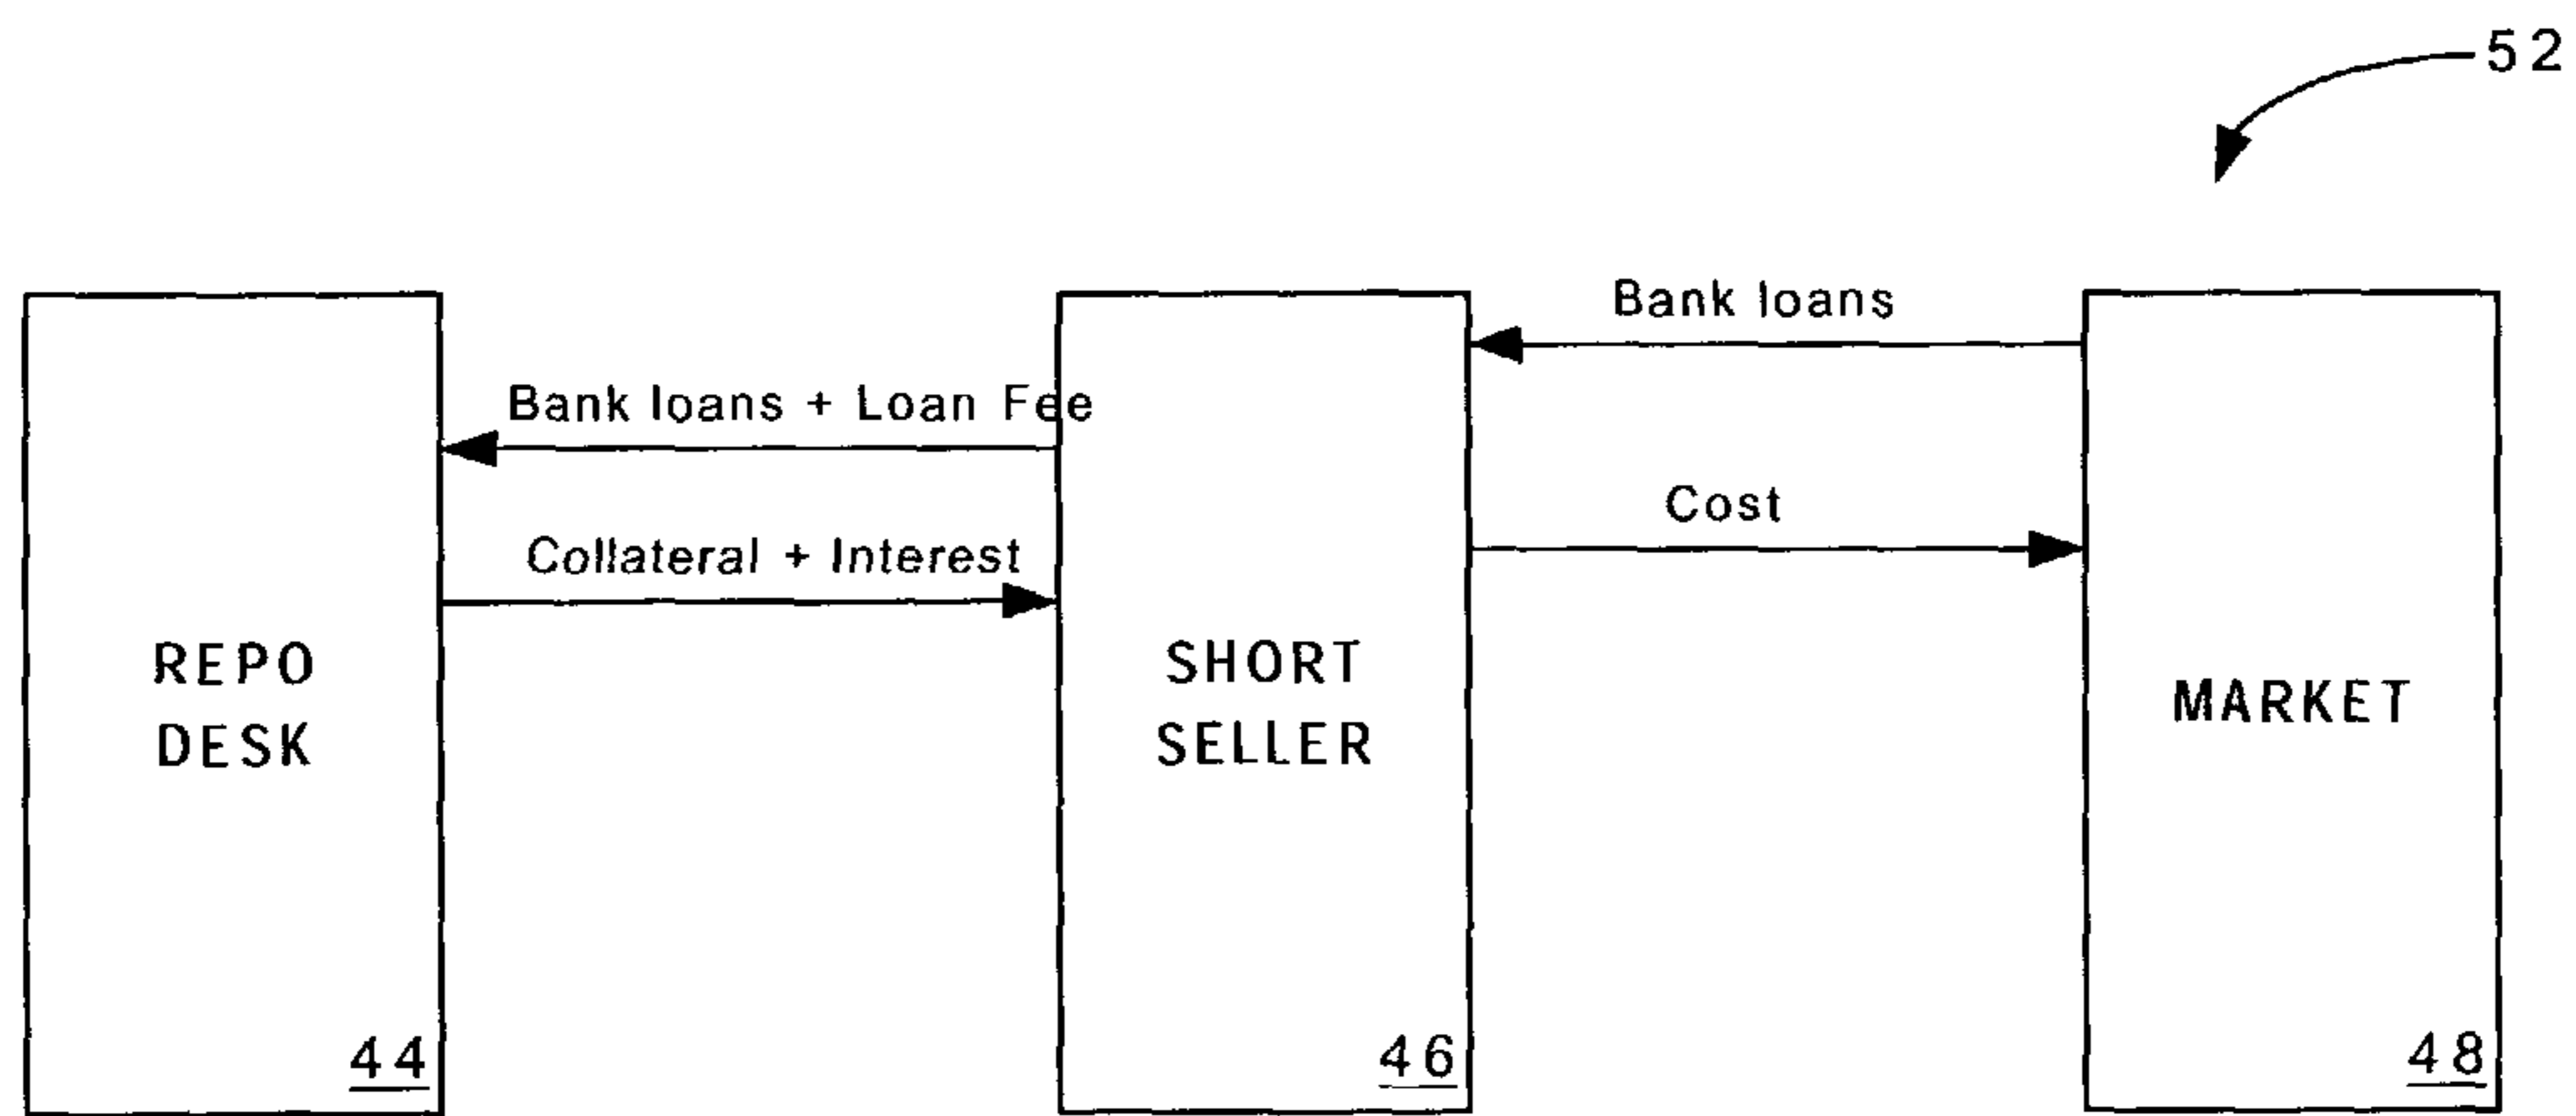 52
Bank loans
Bank loans + Loan Fee
Cost
Collateral + Interest
REPO
DESK
SHORT
SELLER
MARKET
44
46
48